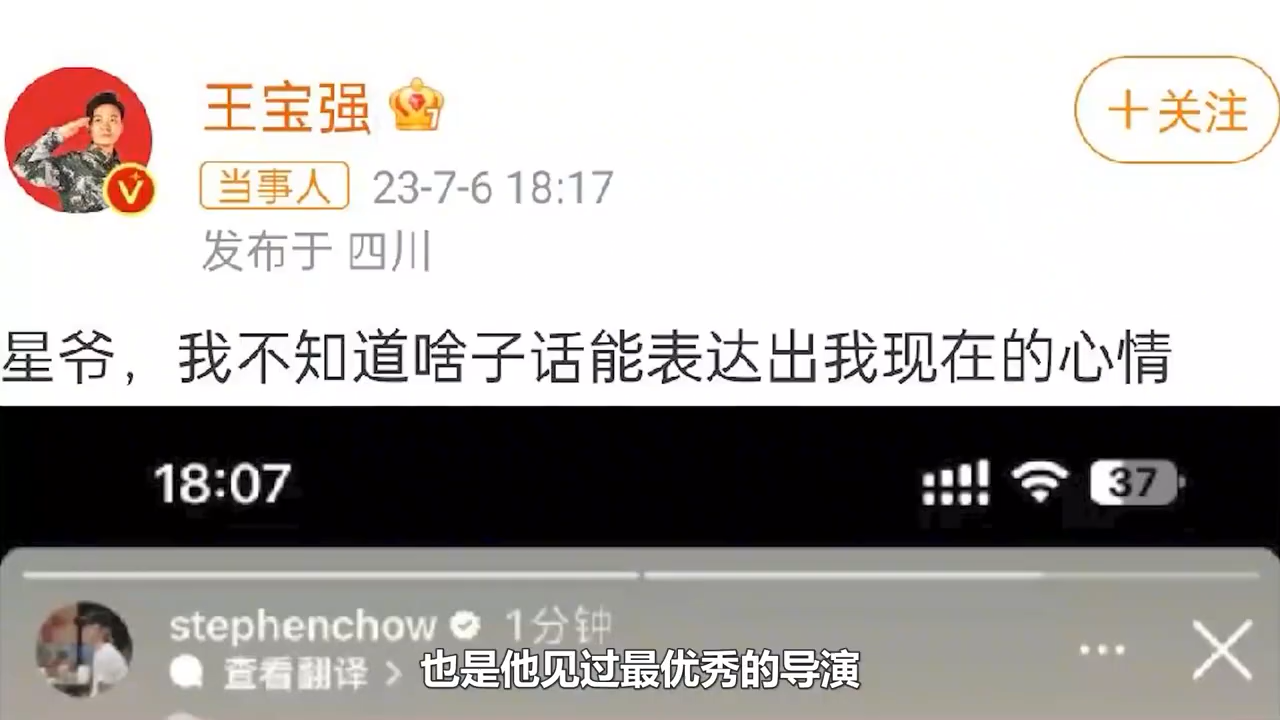 王宝强
+关注
当事人 23-7-6 18:17
发布于 四川
星爷，我不知道啥子话能表达出我现在的心情
18:07
37
stephenchow 1分钟
查看翻译 >
也是他见过最优秀的导演